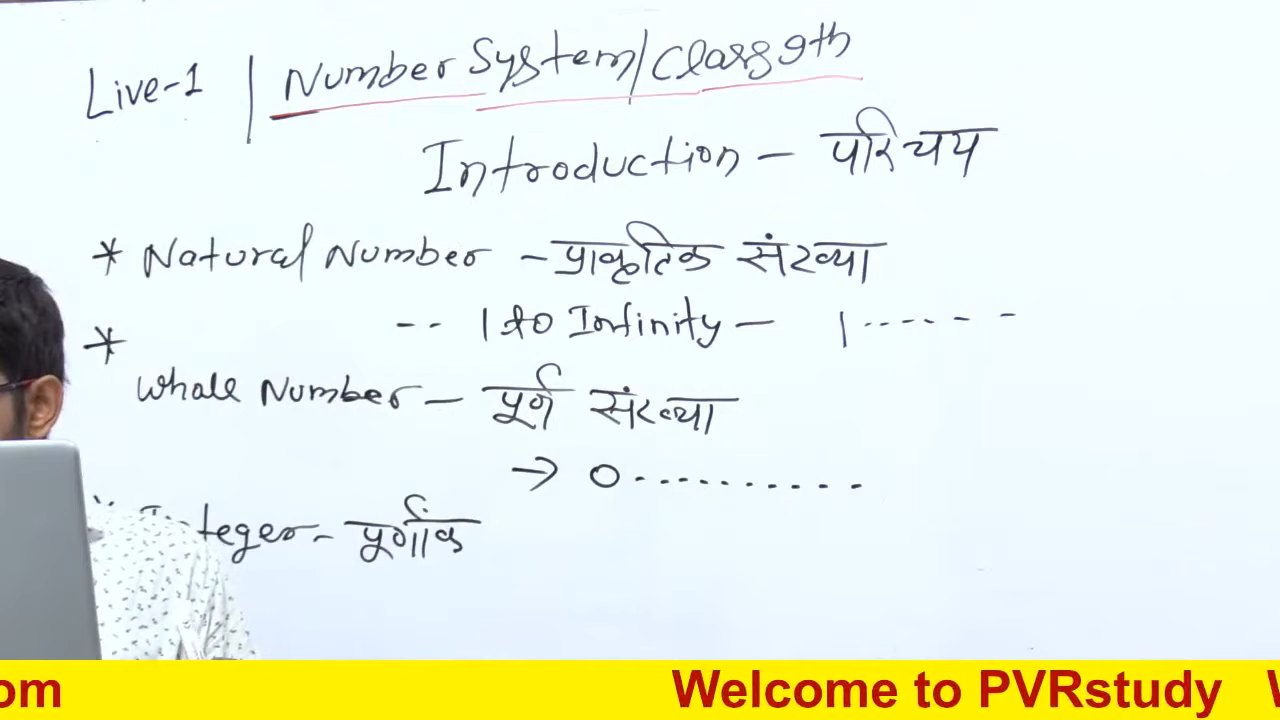 Live-1 | Number System/Class 9th
Introduction – परिचय
* Natural Number – प्राकृतिक संख्या
-- 1 to Infinity – 1 ......---
*
Whole Number – पूर्ण संख्या
→ 0 ..........
teger - पूर्णांक
om Welcome to PVRstudy